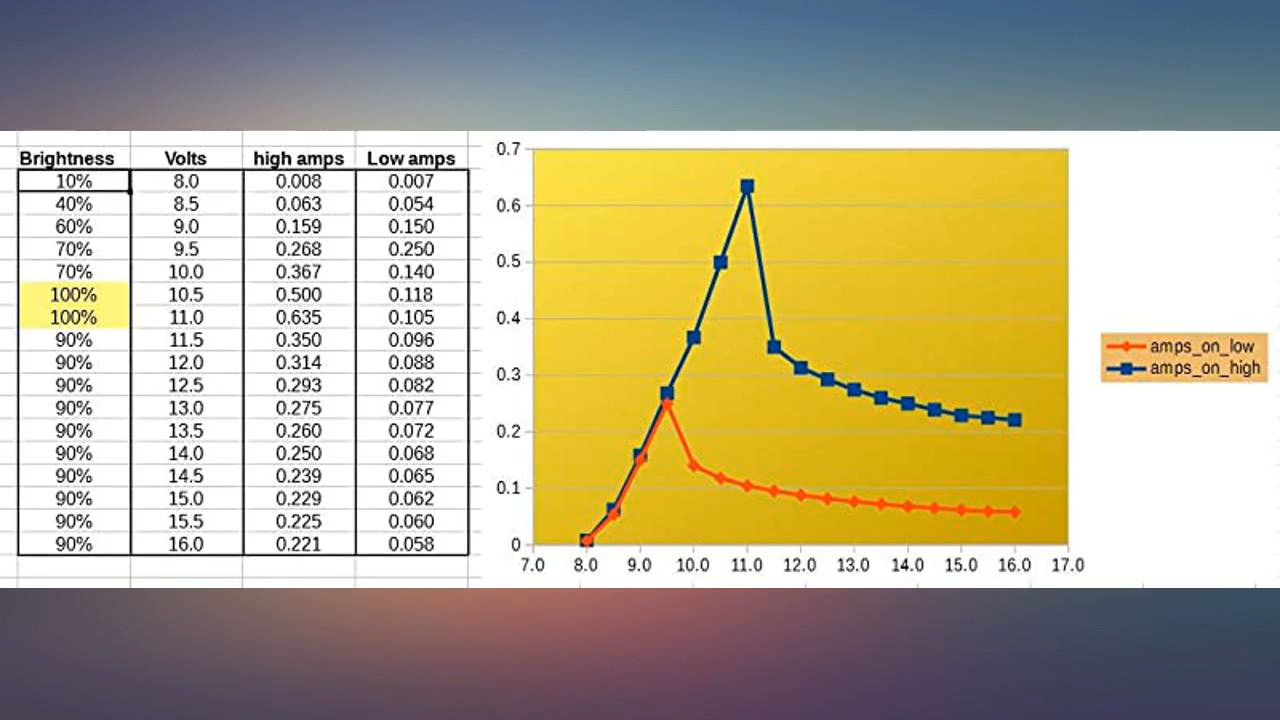 Brightness Volts high amps Low amps
10% 8.0 0.008 0.007
40% 8.5 0.063 0.054
60% 9.0 0.159 0.150
70% 9.5 0.268 0.250
70% 10.0 0.367 0.140
100% 10.5 0.500 0.118
100% 11.0 0.635 0.105
90% 11.5 0.350 0.096
90% 12.0 0.314 0.088
90% 12.5 0.293 0.082
90% 13.0 0.275 0.077
90% 13.5 0.260 0.072
90% 14.0 0.250 0.068
90% 14.5 0.239 0.065
90% 15.0 0.229 0.062
90% 15.5 0.225 0.060
90% 16.0 0.221 0.058
0.7
0.6
0.5
0.4
0.3
0.2
0.1
0
7.0 8.0 9.0 10.0 11.0 12.0 13.0 14.0 15.0 16.0 17.0
amps_on_low
amps_on_high